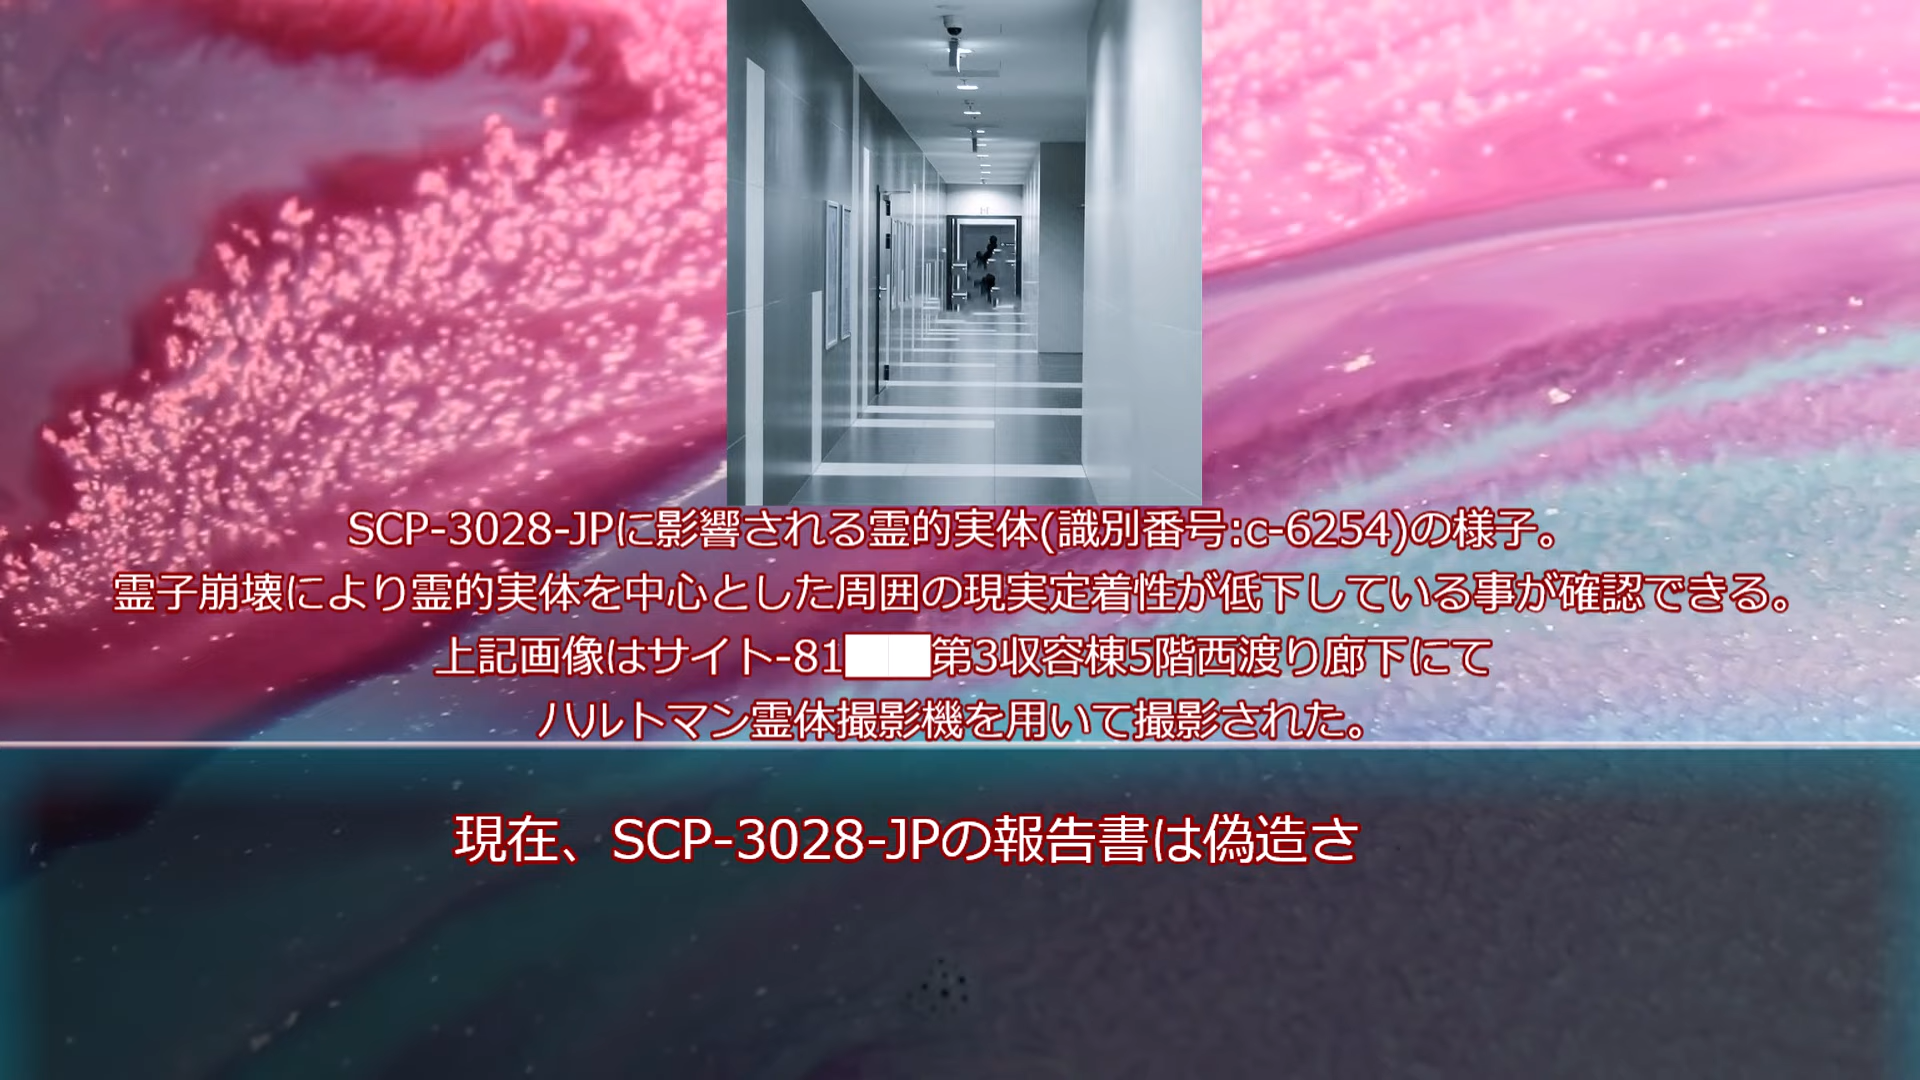 SCP-3028-JPに影響される霊的実体(識別番号:c-6254)の様子。
霊子崩壊により霊的実体を中心とした周囲の現実定着性が低下している事が確認できる。
上記画像はサイト-81██第3収容棟5階西渡り廊下にて
ハルトマン霊体撮影機を用いて撮影された。
現在、SCP-3028-JPの報告書は偽造さ